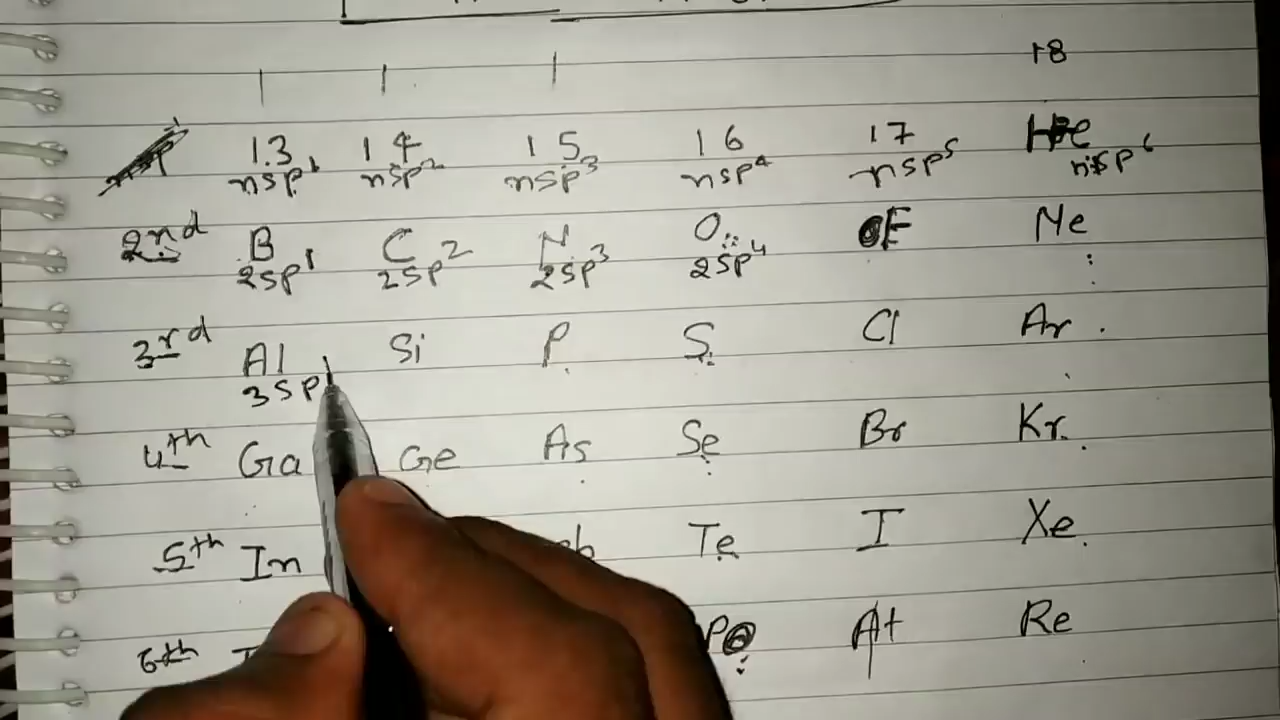 18
13 14 15 16 17 He
nsp¹ nsp² nsp³ nsp⁴ nsp⁵ nsp⁶
2nd B C N O F Ne
2sp¹ 2sp² 2sp³ 2sp⁴
3rd Al Si P S Cl Ar
3sp
4th Ga Ge As Se Br Kr
5th In Te I Xe
6th Po At Re